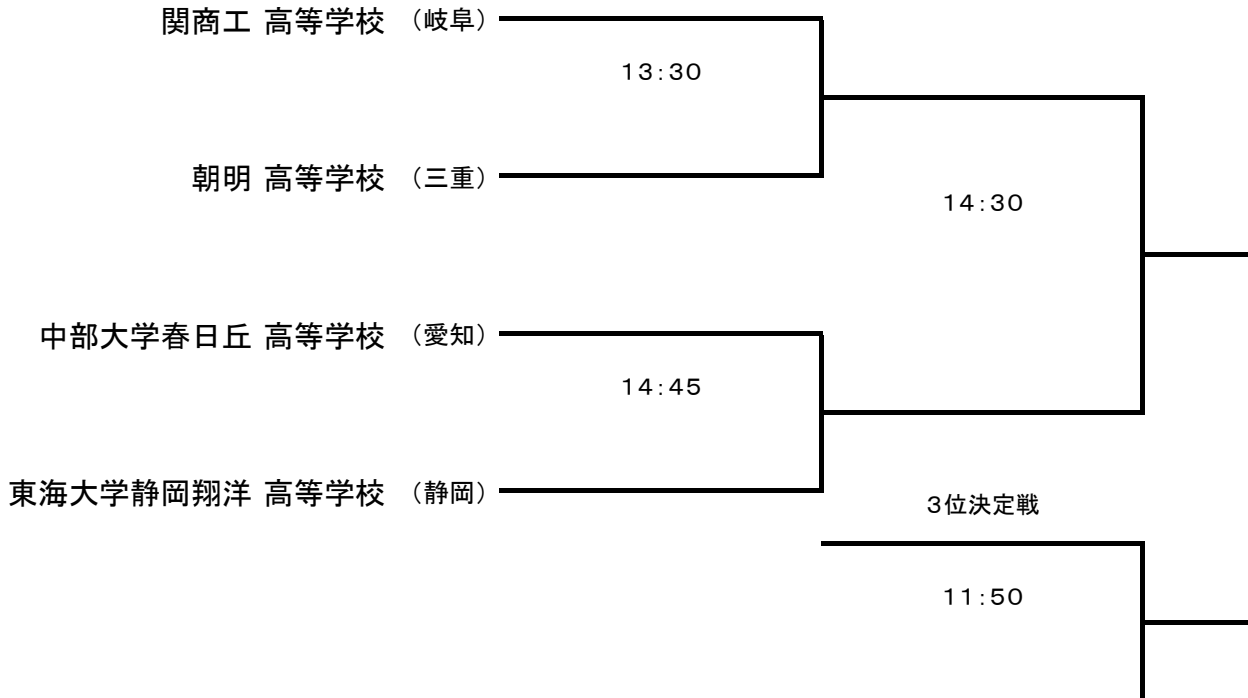 関商工 高等学校 （岐阜）
13:30
朝明 高等学校 （三重）
14:30
中部大学春日丘 高等学校 （愛知）
14:45
東海大学静岡翔洋 高等学校 （静岡）
3位決定戦
11:50